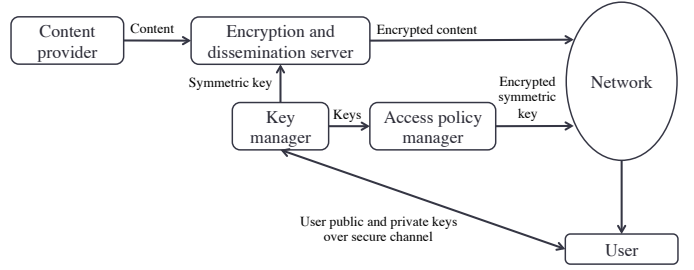 Content
provider
Content
Encryption and
dissemination server
Encrypted content
Symmetric key
Encrypted
symmetric
key
Network
Key
manager
Keys
Access policy
manager
User public and private keys
over secure channel
User